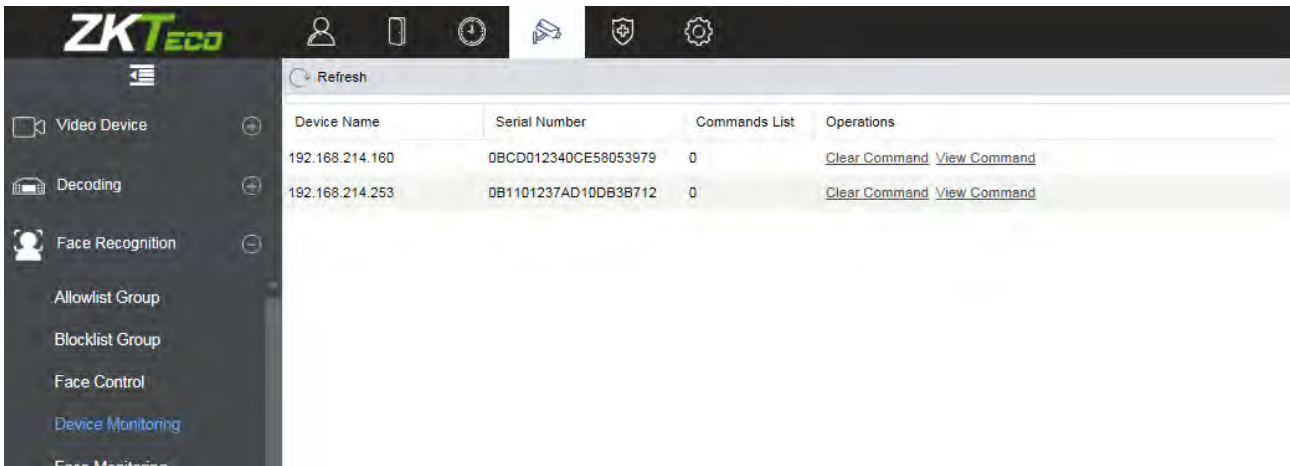 ZKTECO
Refresh
Video Device
Decoding
Face Recognition
Allowlist Group
Blocklist Group
Face Control
Device Monitoring
Device Name Serial Number Commands List Operations
192.168.214.160 0BCD012340CE58053979 0 Clear Command View Command
192.168.214.253 0B1101237AD10DB3B712 0 Clear Command View Command